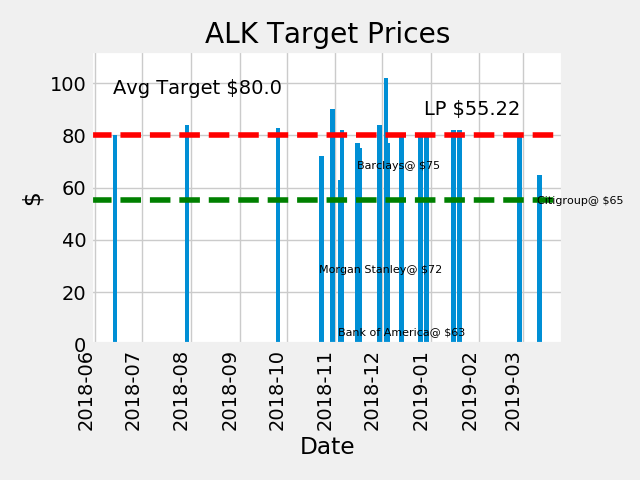 ALK Target Prices
Avg Target $80.0
LP $55.22
Barclays@ $75
Citigroup@ $65
Morgan Stanley@ $72
Bank of America@ $63
$
100
80
60
40
20
0
2018-06
2018-07
2018-08
2018-09
2018-10
2018-11
2018-12
2019-01
2019-02
2019-03
Date